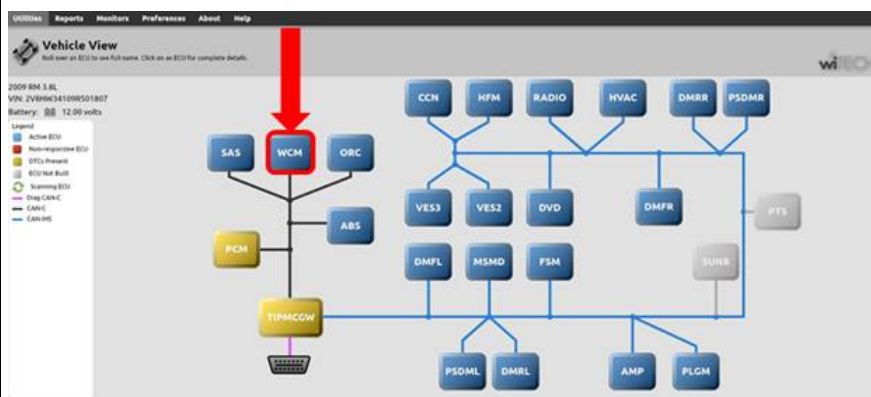 Utilities Reports Monitors Preferences About Help
Vehicle View
Roll over an ECU to see full name. Click on an ECU for complete details.
wiTECH
2009 RM 3.8L
VIN: 2V8HW34109R501807
Battery: 12.00 volts
Legend
Active ECU
Non-responsive ECU
DTCs Present
ECU Not Built
Scanning ECU
Diag CAN-C
CAN-C
CAN-IHS
CCN HFM RADIO HVAC DMRR PSDMR
SAS WCM ORC
VES3 VES2 DVD DMFR PTS
ABS
PCM DMFL MSMD FSM SUNR
TIPMCGW
PSDML DMRL AMP PLGM